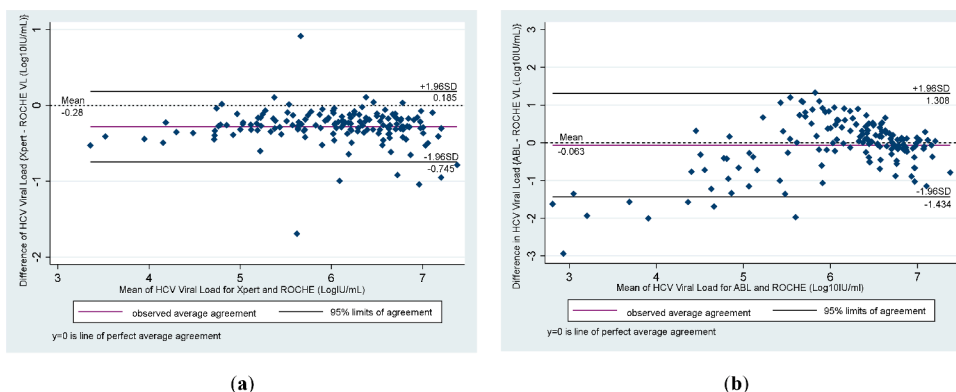 Difference of HCV Viral Load {Xpert - ROCHE VL (Log10IU/mL)}
1
0
-1
-2
+1.96SD
0.185
Mean
-0.28
-1.96SD
-0.745
3
4
5
6
7
Mean of HCV Viral Load for Xpert and ROCHE (LogIU/mL)
observed average agreement
95% limits of agreement
y=0 is line of perfect average agreement
(a)
Difference in HCV Viral Load {ABL - ROCHE VL (Log10IU/ML)}
3
2
1
0
-1
-2
-3
+1.96SD
1.308
Mean
-0.063
-1.96SD
-1.434
3
4
5
6
7
Mean of HCV Viral Load for ABL and ROCHE (Log10IU/ml)
observed average agreement
95% limits of agreement
y=0 is line of perfect average agreement
(b)